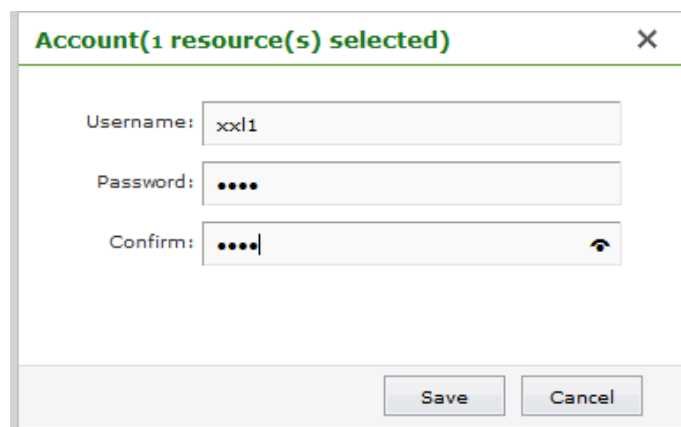 Account(1 resource(s) selected)
Username: xxl1
Password: ••••
Confirm: ••••
Save Cancel